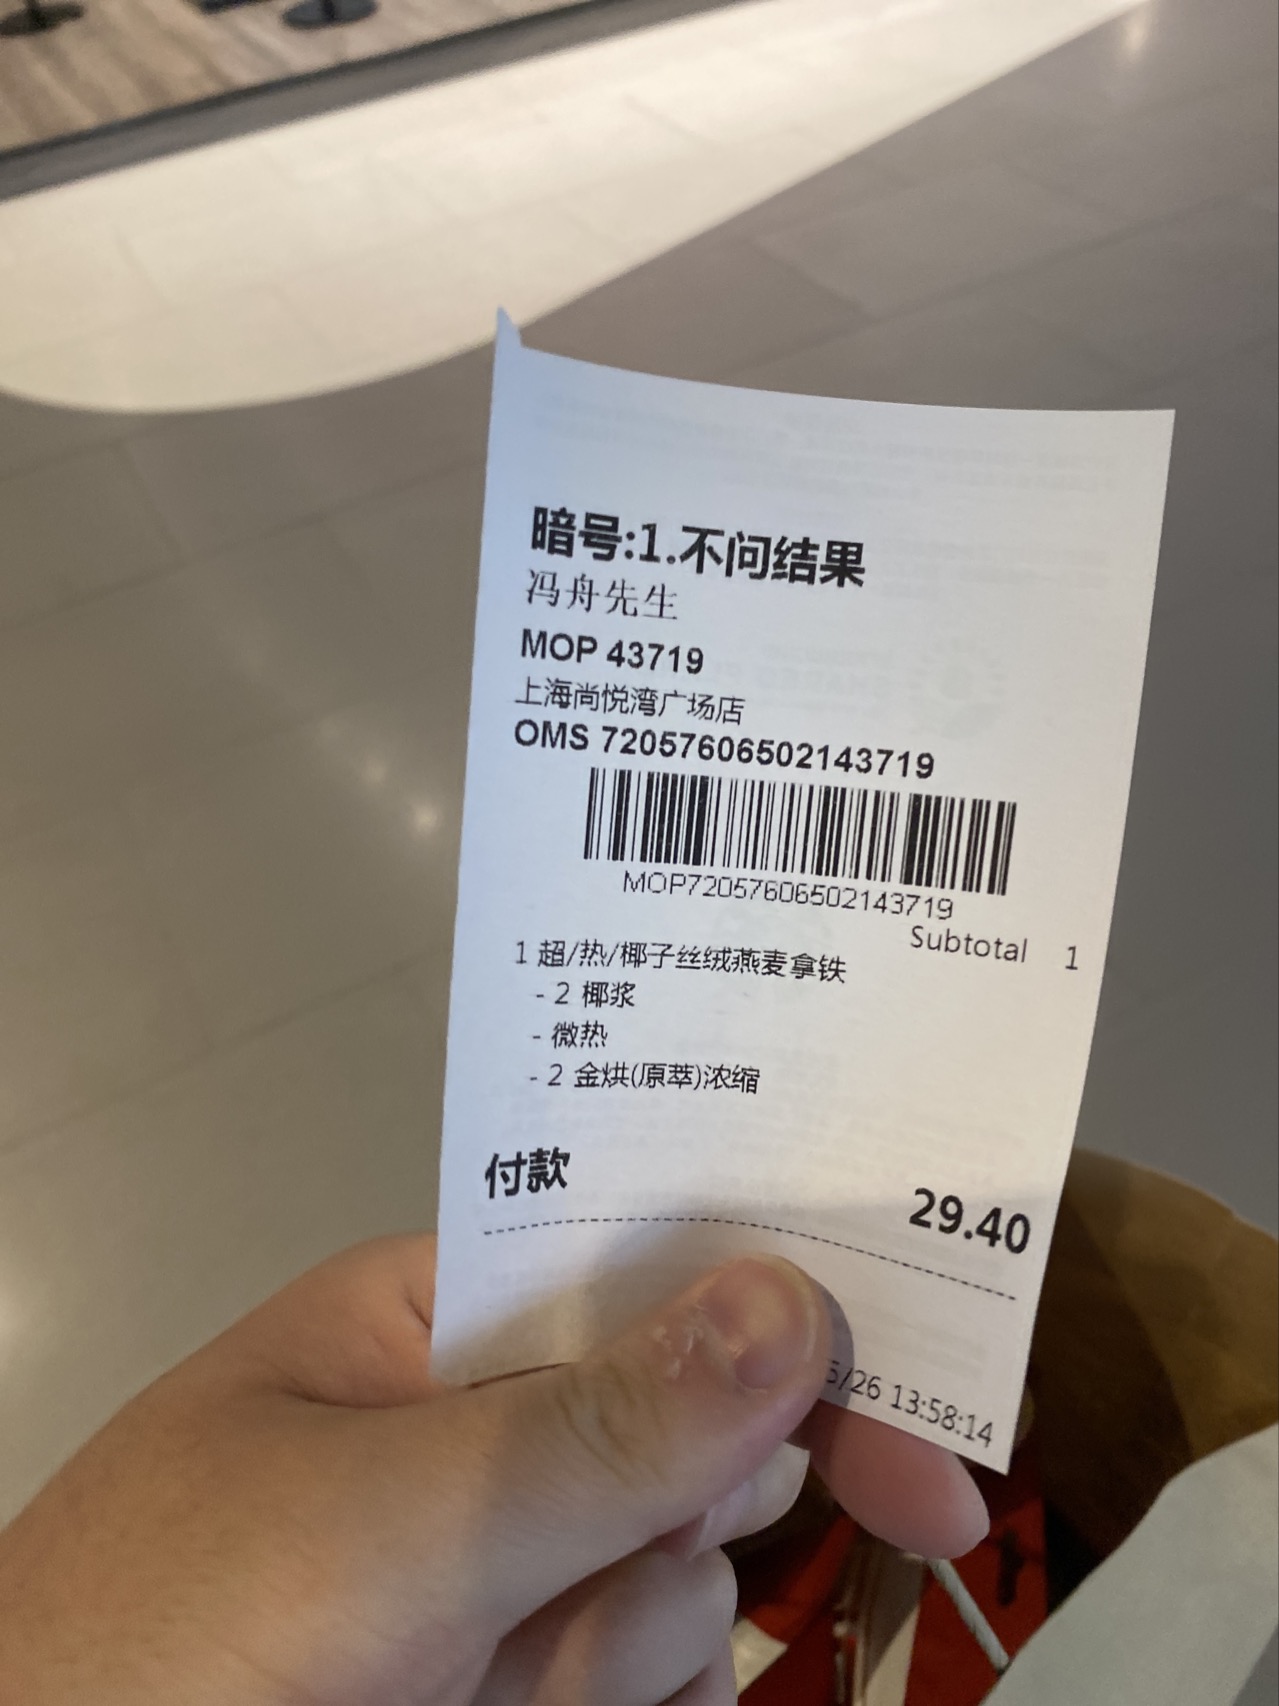 暗号:1.不问结果
冯舟先生
MOP 43719
上海尚悦湾广场店
OMS 72057606502143719
MOP72057606502143719
Subtotal 1
1 超/热/椰子丝绒燕麦拿铁
- 2 椰浆
- 微热
- 2 金烘(原萃)浓缩
付款
29.40
5/26 13:58:14